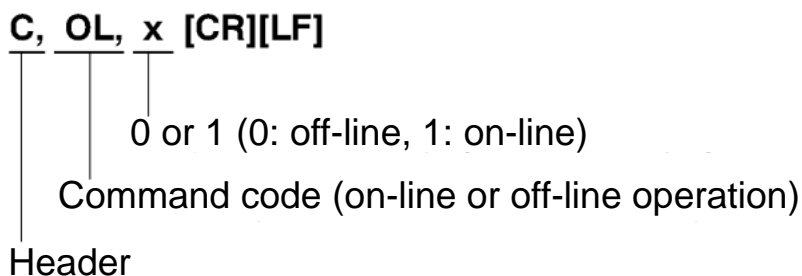 C, OL, x [CR][LF]
0 or 1 (0: off-line, 1: on-line)
Command code (on-line or off-line operation)
Header